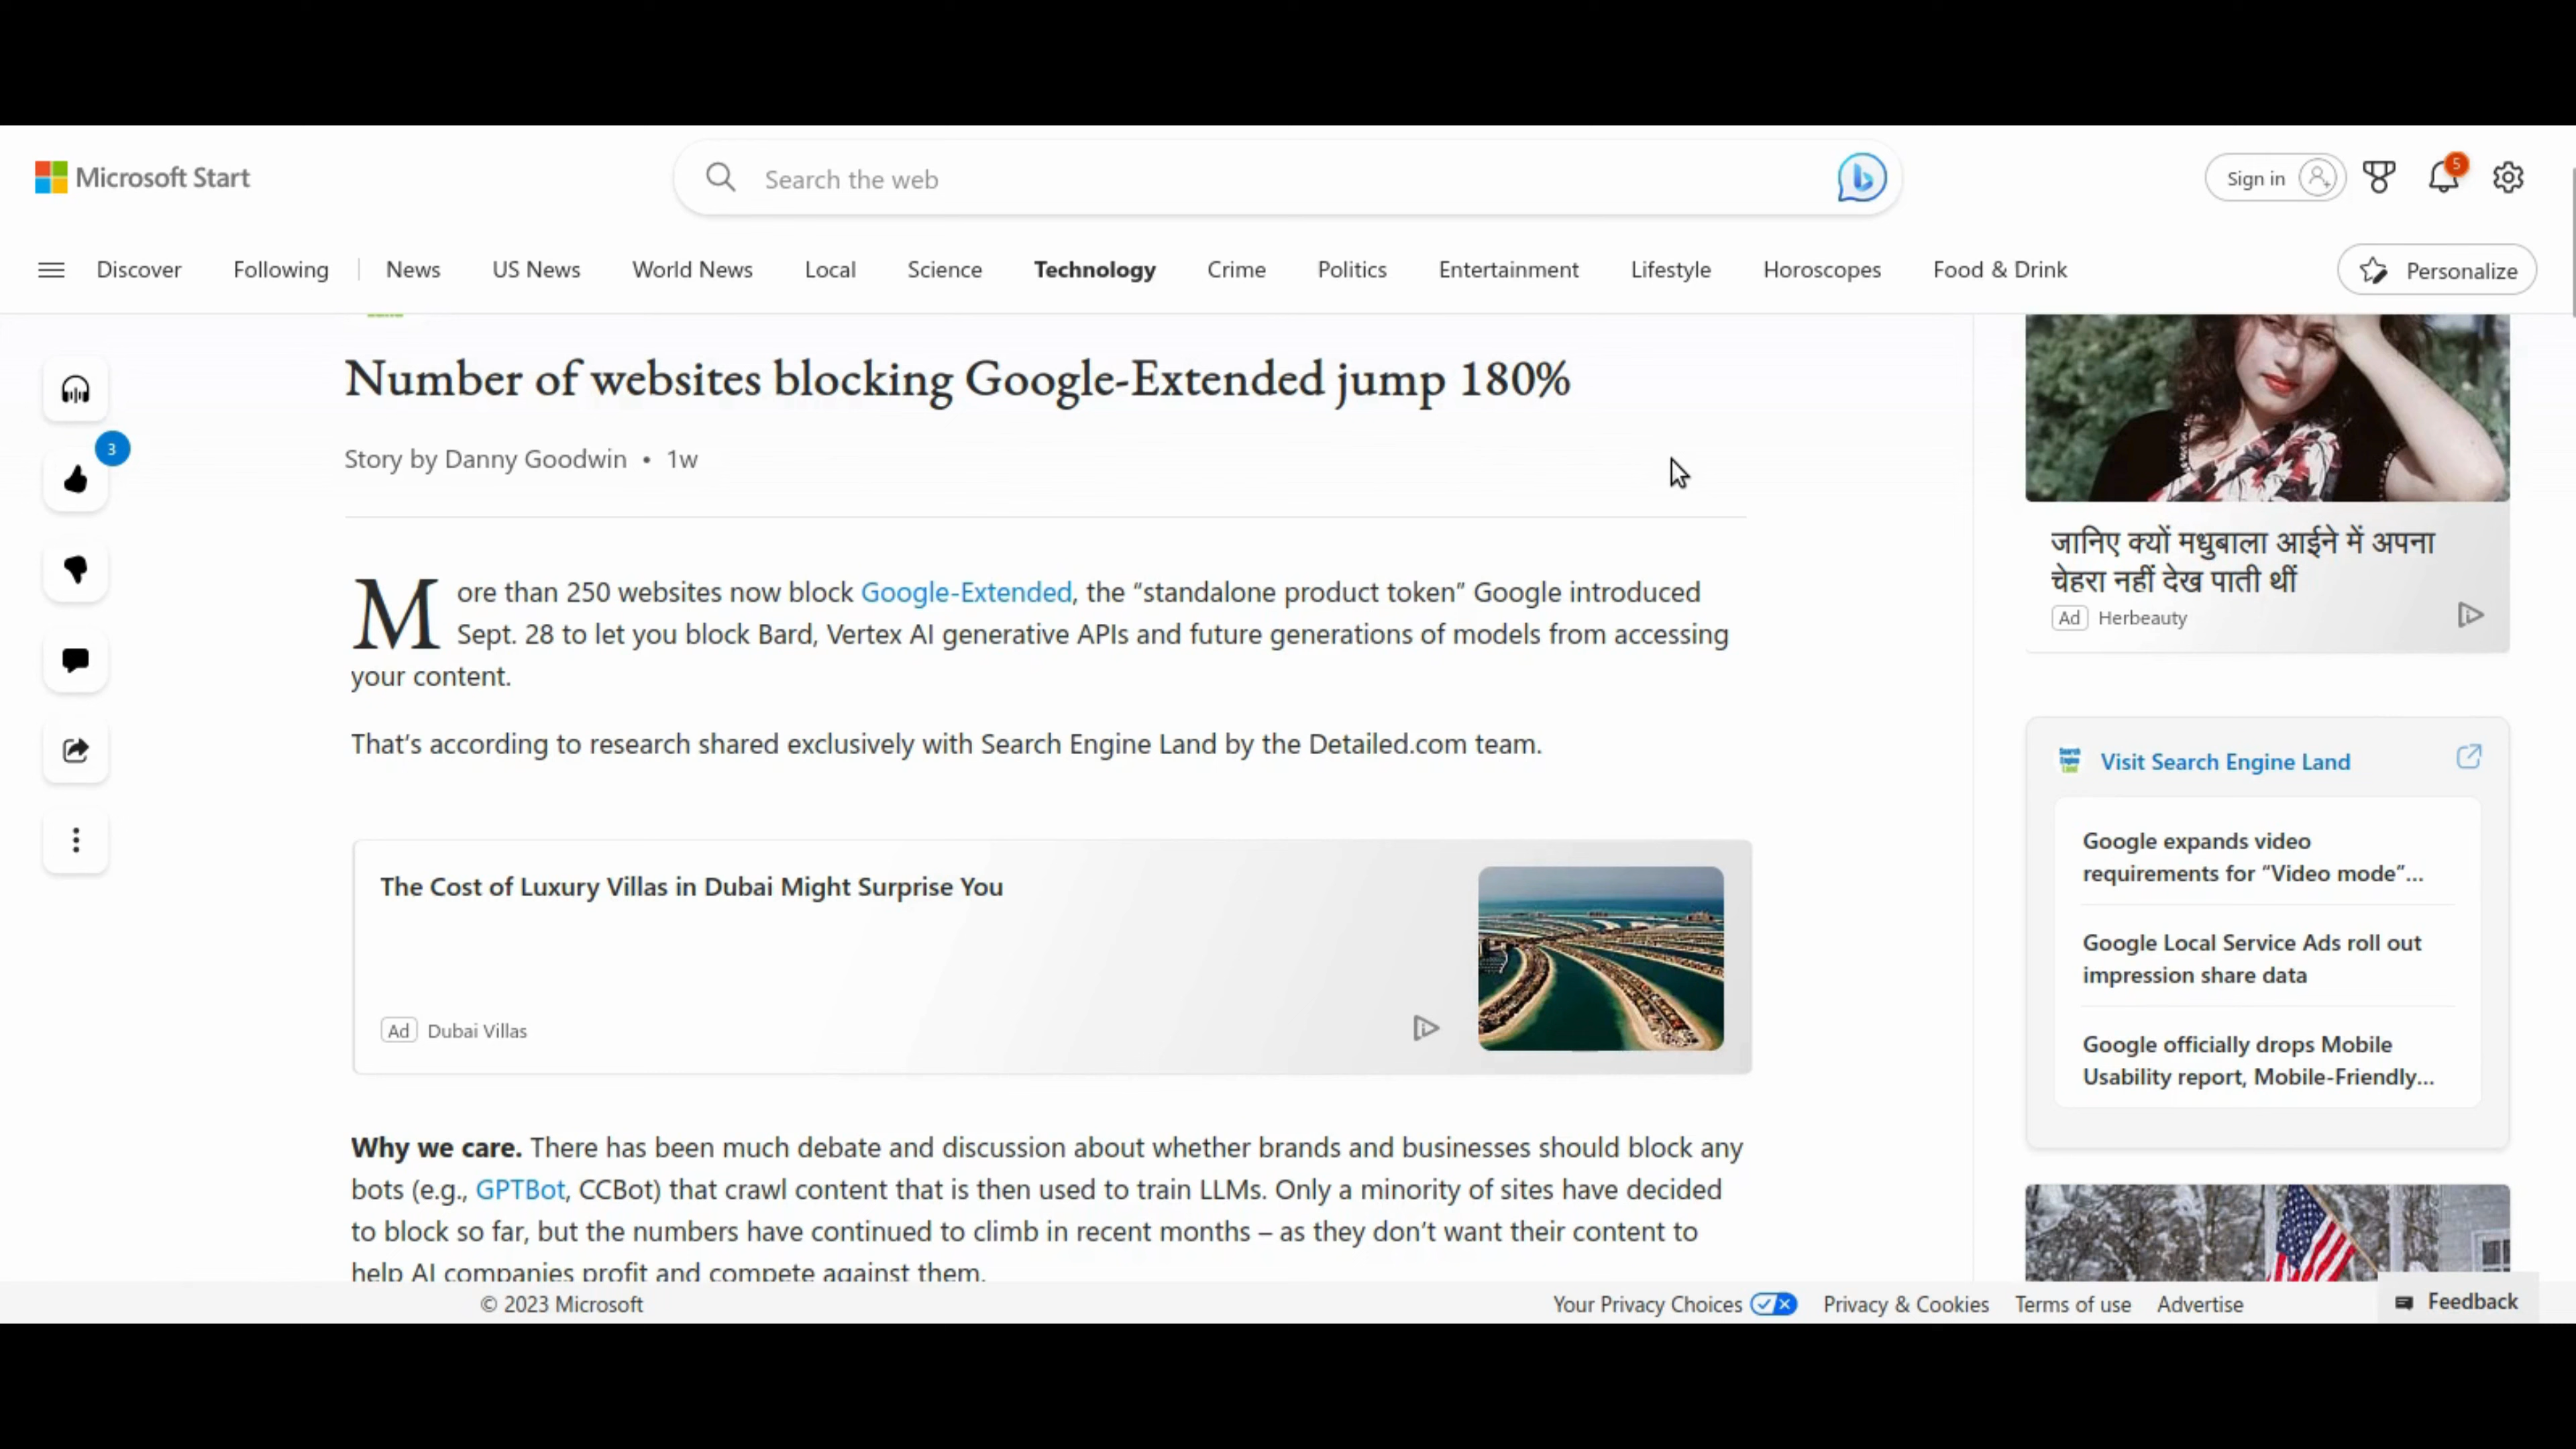 Microsoft Start
Search the web
Sign in
5
Discover
Following
News
US News
World News
Local
Science
Technology
Crime
Politics
Entertainment
Lifestyle
Horoscopes
Food & Drink
Personalize
3
Number of websites blocking Google-Extended jump 180%
Story by Danny Goodwin • 1w
More than 250 websites now block Google-Extended, the “standalone product token” Google introduced
Sept. 28 to let you block Bard, Vertex AI generative APIs and future generations of models from accessing
your content.
That’s according to research shared exclusively with Search Engine Land by the Detailed.com team.
The Cost of Luxury Villas in Dubai Might Surprise You
Ad Dubai Villas
Why we care. There has been much debate and discussion about whether brands and businesses should block any
bots (e.g., GPTBot, CCBot) that crawl content that is then used to train LLMs. Only a minority of sites have decided
to block so far, but the numbers have continued to climb in recent months – as they don’t want their content to
help AI companies profit and compete against them.
जानिए क्यों मधुबाला आईने में अपना
चेहरा नहीं देख पाती थीं
Ad Herbeauty
Search
Engine
Land
Visit Search Engine Land
Google expands video
requirements for “Video mode”...
Google Local Service Ads roll out
impression share data
Google officially drops Mobile
Usability report, Mobile-Friendly...
© 2023 Microsoft
Your Privacy Choices
Privacy & Cookies
Terms of use
Advertise
Feedback